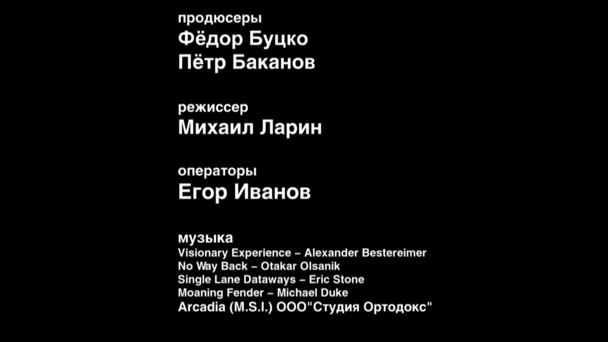 продюсеры
Фёдор Буцко
Пётр Баканов
режиссер
Михаил Ларин
операторы
Егор Иванов
музыка
Visionary Experience – Alexander Bestereimer
No Way Back – Otakar Olsanik
Single Lane Dataways – Eric Stone
Moaning Fender – Michael Duke
Arcadia (M.S.I.) ООО"Студия Ортодокс"